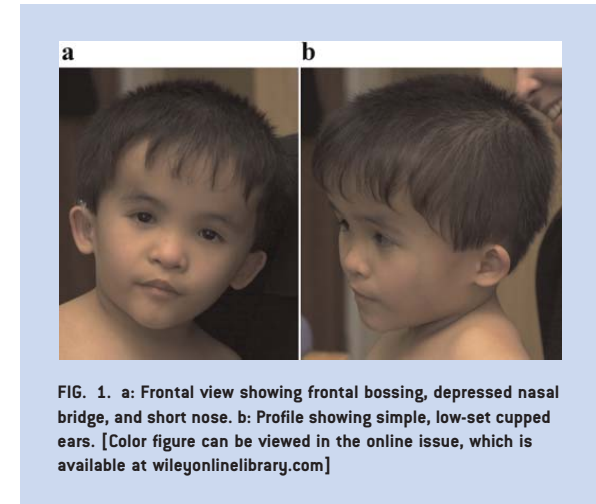 a b
FIG. 1. a: Frontal view showing frontal bossing, depressed nasal
bridge, and short nose. b: Profile showing simple, low-set cupped
ears. [Color figure can be viewed in the online issue, which is
available at wileyonlinelibrary.com]